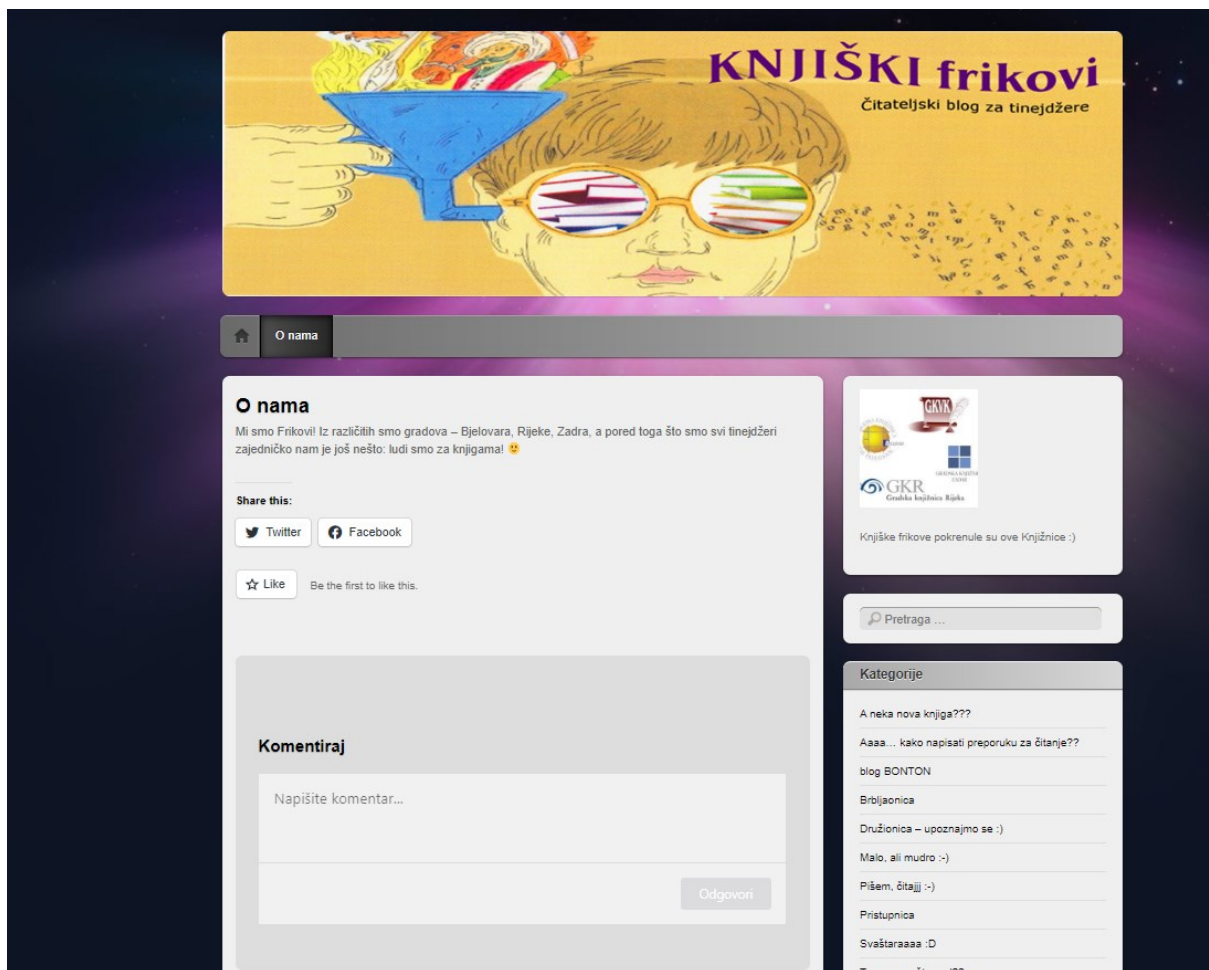 KNJIŠKI frikovi
Čitateljski blog za tinejdžere
O nama
O nama
Mi smo Frikovi! Iz različitih smo gradova – Bjelovara, Rijeke, Zadra, a pored toga što smo svi tinejdžeri
zajedničko nam je još nešto: ludi smo za knjigama! 🙂
Share this:
Twitter
Facebook
Like
Be the first to like this.
Komentiraj
Napišite komentar...
Odgovori
GKVK
GKR
Gradska knjižnica Rijeka
Knjiške frikove pokrenule su ove Knjižnice :)
Pretraga …
Kategorije
A neka nova knjiga???
Aaaa… kako napisati preporuku za čitanje??
blog BONTON
Brbljaonica
Družionica – upoznajmo se :)
Malo, ali mudro :-)
Pišem, čitajjj :-)
Pristupnica
Svaštaraaaa :D